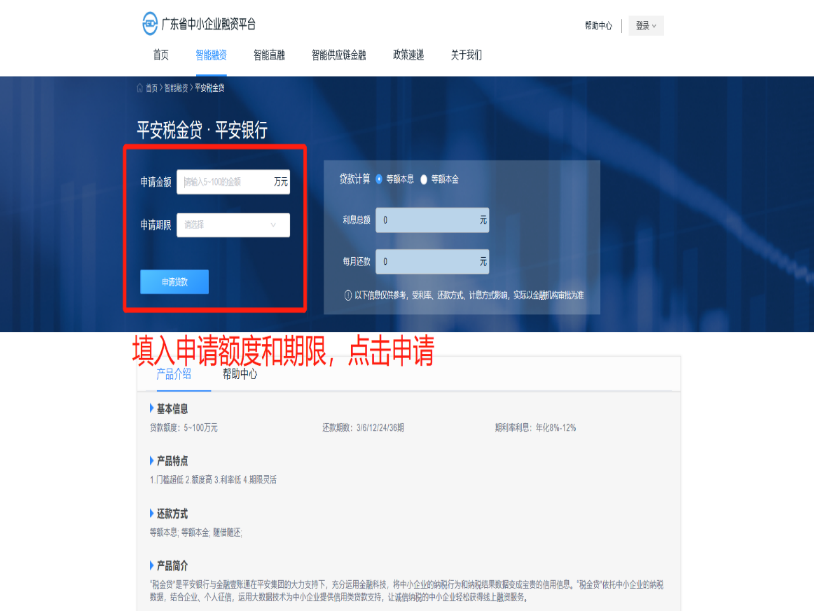 广东省中小企业融资平台
帮助中心 登录
首页 智能融资 智能直融 智能供应链金融 政策速递 关于我们
首页 > 智能融资 > 平安税金贷
平安税金贷 · 平安银行
申请金额 请输入5~100的金额 万元
申请期限 请选择
申请贷款
贷款计算 等额本息 等额本金
利息总额 0 元
每月还款 0 元
以下信息仅供参考，受利率、还款方式、计息方式影响，实际以金融机构审批为准
填入申请额度和期限，点击申请
产品介绍 帮助中心
基本信息
贷款额度：5~100万元 还款期数：3/6/12/24/36期 期利率利息：年化8%-12%
产品特点
1.门槛超低 2.额度高 3.利率低 4.期限灵活
还款方式
等额本息; 等额本金; 随借随还;
产品简介
"税金贷"是平安银行与金融壹账通在平安集团的大力支持下，充分运用金融科技，将中小企业的纳税行为和纳税结果数据变成宝贵的信用信息。"税金贷"依托中小企业的纳税
数据，结合企业、个人征信，运用大数据技术为中小企业提供信用类贷款支持，让诚信纳税的中小企业轻松获得线上融资服务。